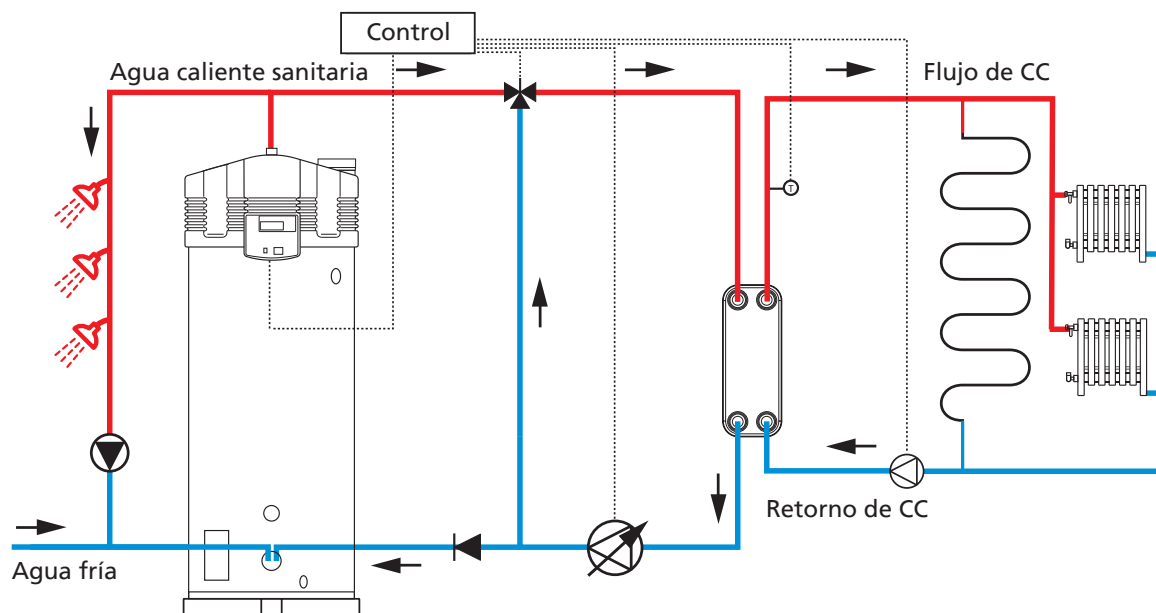 Control
Agua caliente sanitaria
Flujo de CC
T
Retorno de CC
Agua fría